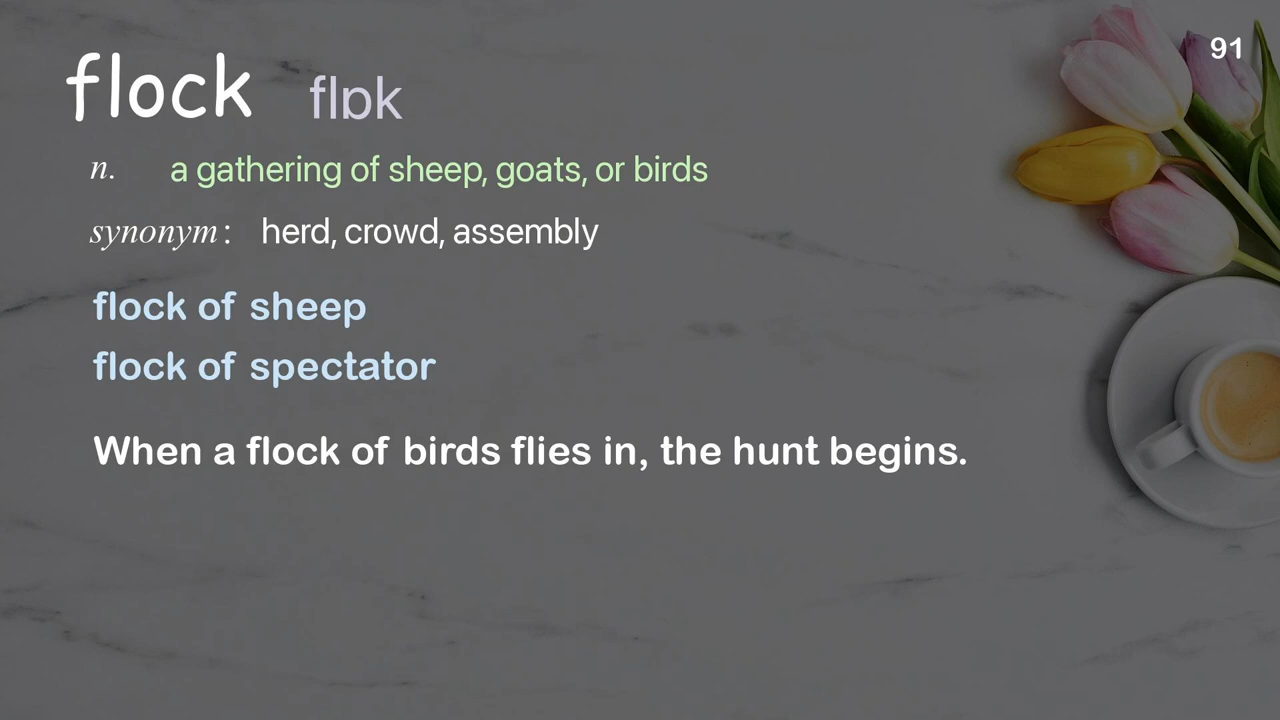 91
flock flɒk
n. a gathering of sheep, goats, or birds
synonym: herd, crowd, assembly
flock of sheep
flock of spectator
When a flock of birds flies in, the hunt begins.